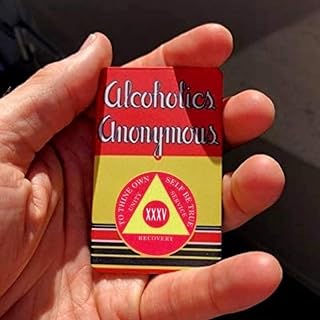 Alcoholics
Anonymous
TO THINE OWN SELF BE TRUE
UNITY
SERVICE
XXXV
RECOVERY